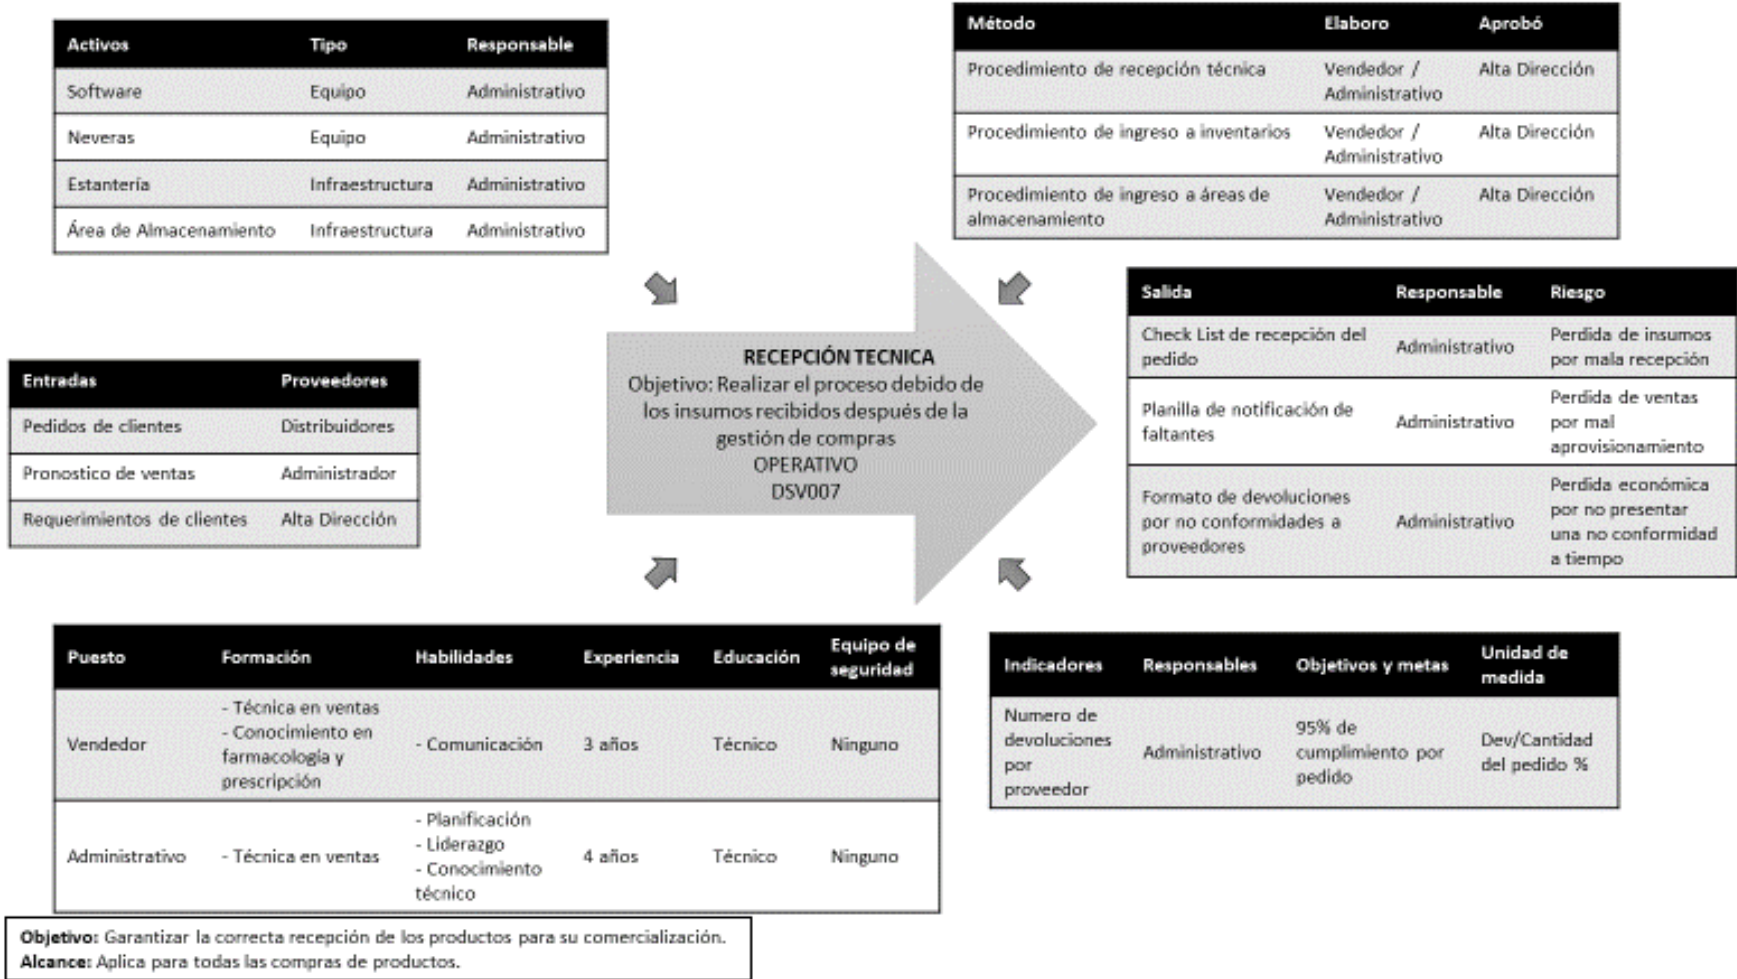 Activos Tipo Responsable
Software Equipo Administrativo
Neveras Equipo Administrativo
Estantería Infraestructura Administrativo
Área de Almacenamiento Infraestructura Administrativo
Método Elaboro Aprobó
Procedimiento de recepción técnica Vendedor / Alta Dirección
Administrativo
Procedimiento de ingreso a inventarios Vendedor / Alta Dirección
Administrativo
Procedimiento de ingreso a áreas de Vendedor / Alta Dirección
almacenamiento Administrativo
Entradas Proveedores
Pedidos de clientes Distribuidores
Pronostico de ventas Administrador
Requerimientos de clientes Alta Dirección
RECEPCIÓN TECNICA
Objetivo: Realizar el proceso debido de
los insumos recibidos después de la
gestión de compras
OPERATIVO
DSV007
Salida Responsable Riesgo
Check List de recepción del
pedido
Administrativo
Perdida de insumos
por mala recepción
Planilla de notificación de
faltantes
Administrativo
Perdida de ventas
por mal
aprovisionamiento
Formato de devoluciones
por no conformidades a
proveedores
Administrativo
Perdida económica
por no presentar
una no conformidad
a tiempo
Puesto Formación Habilidades Experiencia Educación Equipo de
seguridad
Vendedor
- Técnica en ventas
- Conocimiento en
farmacología y
prescripción
- Comunicación
3 años
Técnico
Ninguno
Administrativo
- Técnica en ventas
- Planificación
- Liderazgo
- Conocimiento
técnico
4 años
Técnico
Ninguno
Indicadores Responsables Objetivos y metas Unidad de
medida
Numero de
devoluciones
por
proveedor
Administrativo
95% de
cumplimiento por
pedido
Dev/Cantidad
del pedido %
Objetivo: Garantizar la correcta recepción de los productos para su comercialización.
Alcance: Aplica para todas las compras de productos.